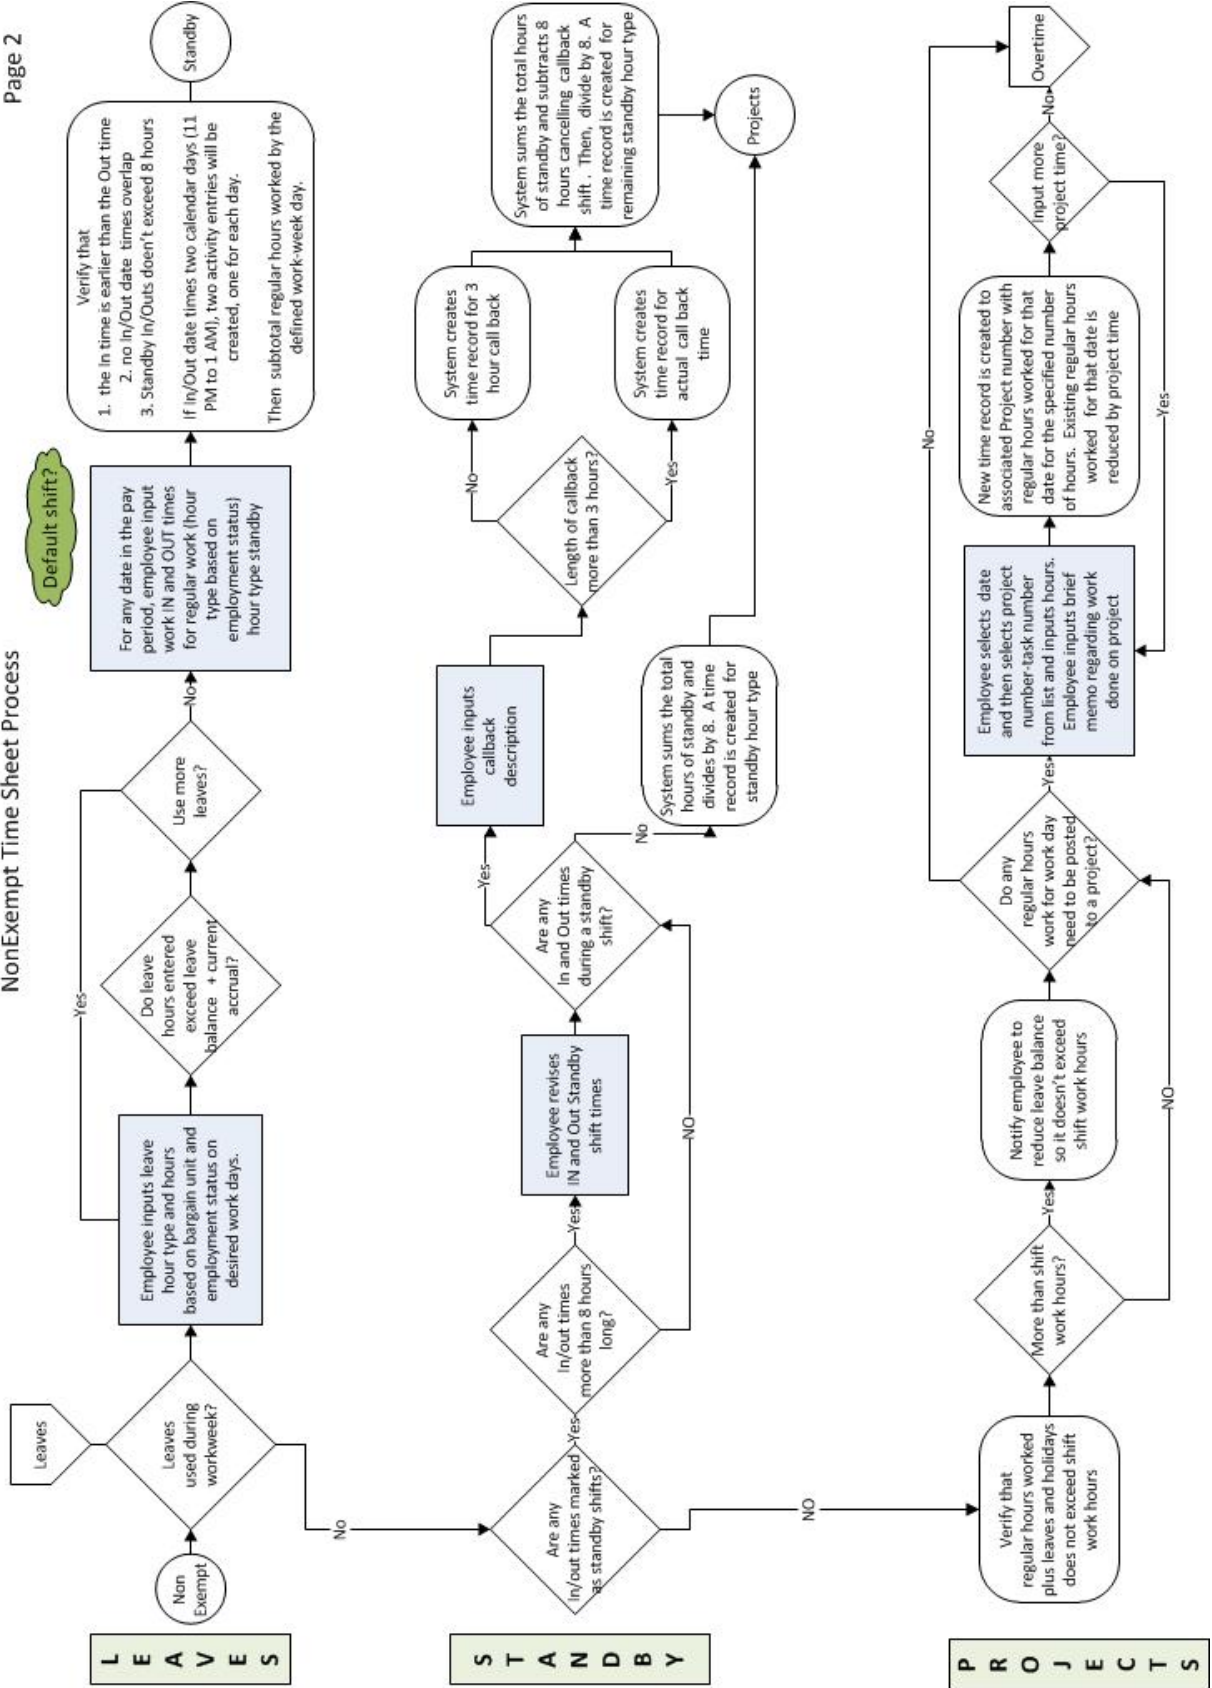 NonExempt Time Sheet Process
Page 2
L
E
A
V
E
S
Leaves
Non
Exempt
Leaves
used during
workweek?
No
Employee inputs leave
hour type and hours
based on bargain unit and
employment status on
desired work days.
Yes
Do leave
hours entered
exceed leave
balance + current
accrual?
Use more
leaves?
No
Default shift?
For any date in the pay
period, employee input
work IN and OUT times
for regular work (hour
type based on
employment status)
hour type standby
Verify that
1. the In time is earlier than the Out time
2. no In/Out date times overlap
3. Standby In/Outs doen't exceed 8 hours
If In/Out date times two calendar days (11
PM to 1 AM), two activity entries will be
created, one for each day.
Then subtotal regular hours worked by the
defined work-week day.
Standby
S
T
A
N
D
B
Y
Are any
In/out times marked
as standby shifts?
Yes
NO
Are any
In/out times
more than 8 hours
long?
Yes
NO
Employee revises
IN and Out Standby
shift times
Are any
In and Out times
during a standby
shift?
Yes
No
Employee inputs
callback
description
System sums the total
hours of standby and
divides by 8. A time
record is created for
standby hour type
Length of callback
more than 3 hours?
No
Yes
System creates
time record for 3
hour call back
System creates
time record for
actual call back
time
System sums the total hours
of standby and subtracts 8
hours cancelling callback
shift . Then, divide by 8. A
time record is created for
remaining standby hour type
Projects
P
R
O
J
E
C
T
S
Verify that
regular hours worked
plus leaves and holidays
does not exceed shift
work hours
More than shift
work hours?
Yes
NO
Notify employee to
reduce leave balance
so it doesn't exceed
shift work hours
Do any
regular hours
work for work day
need to be posted
to a project?
Yes
No
Employee selects date
and then selects project
number-task number
from list and inputs hours.
Employee inputs brief
memo regarding work
done on project
New time record is created to
associated Project number with
regular hours worked for that
date for the specified number
of hours. Existing regular hours
worked for that date is
reduced by project time
Input more
project time?
No
Yes
Overtime